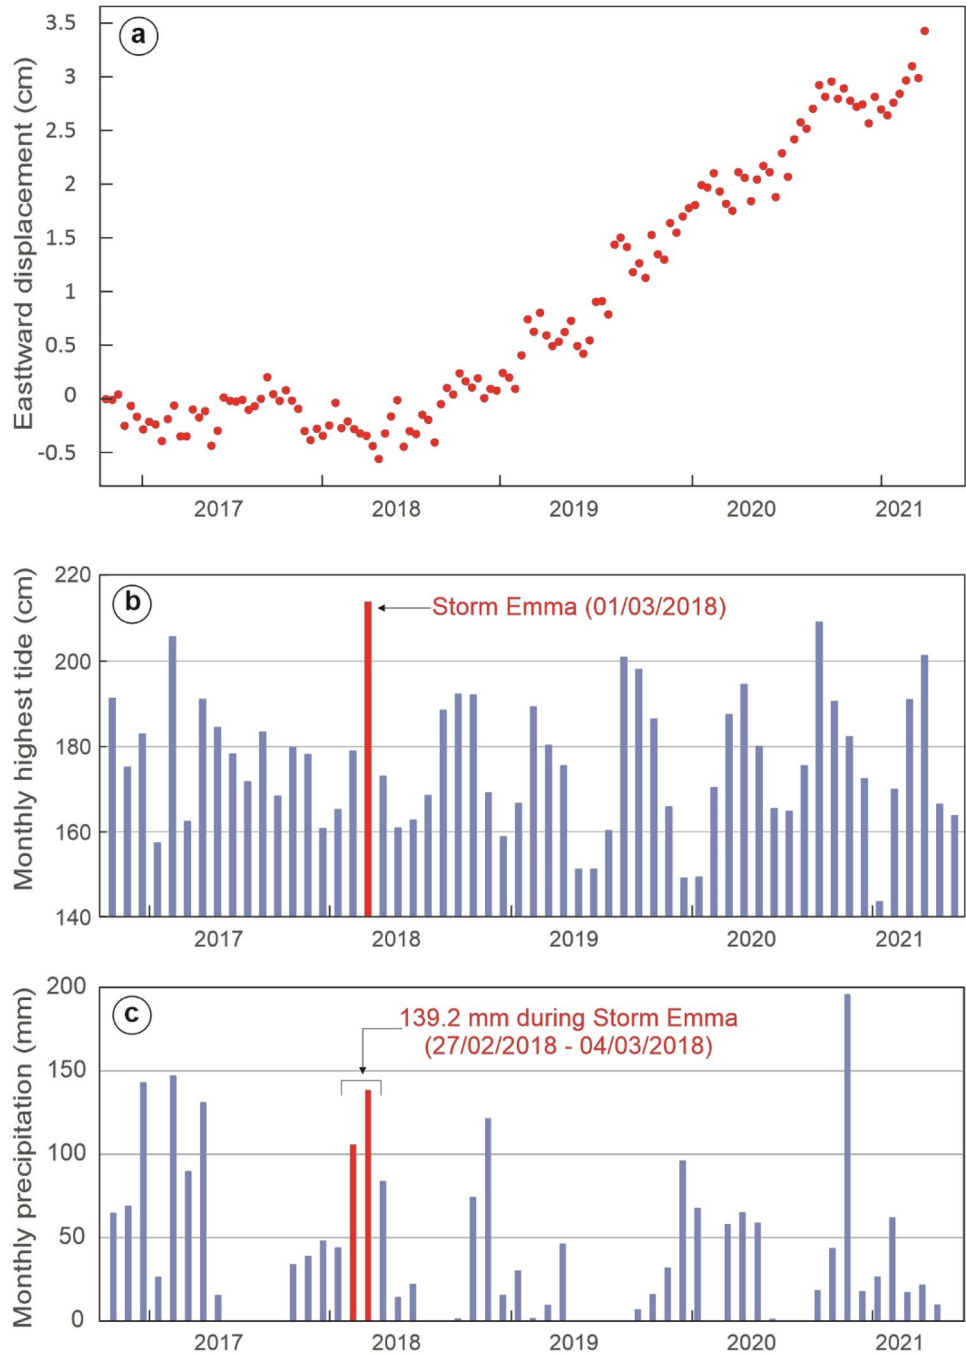 a
Easttward displacement (cm)
3.5
3
2.5
2
1.5
1
0.5
0
-0.5
2017 2018 2019 2020 2021
b
Monthly highest tide (cm)
220
200
180
160
140
Storm Emma (01/03/2018)
2017 2018 2019 2020 2021
c
Monthly precipitation (mm)
200
150
100
50
0
139.2 mm during Storm Emma
(27/02/2018 - 04/03/2018)
2017 2018 2019 2020 2021